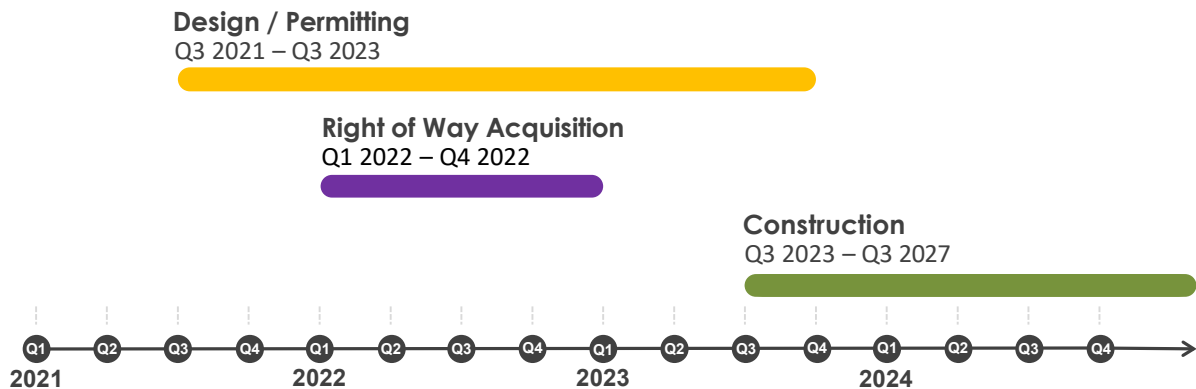 Design / Permitting
Q3 2021 – Q3 2023
Right of Way Acquisition
Q1 2022 – Q4 2022
Construction
Q3 2023 – Q3 2027
Q1 Q2 Q3 Q4 Q1 Q2 Q3 Q4 Q1 Q2 Q3 Q4 Q1 Q2 Q3 Q4
2021 2022 2023 2024